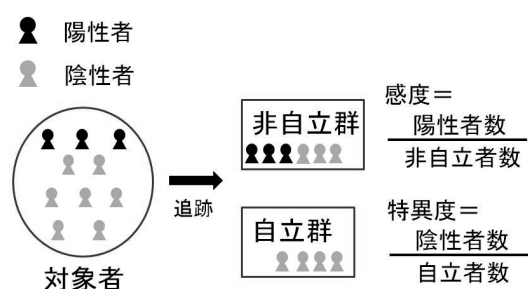 陽性者
陰性者
対象者
追跡
非自立群
自立群
感度＝
陽性者数
非自立者数
特異度＝
陰性者数
自立者数